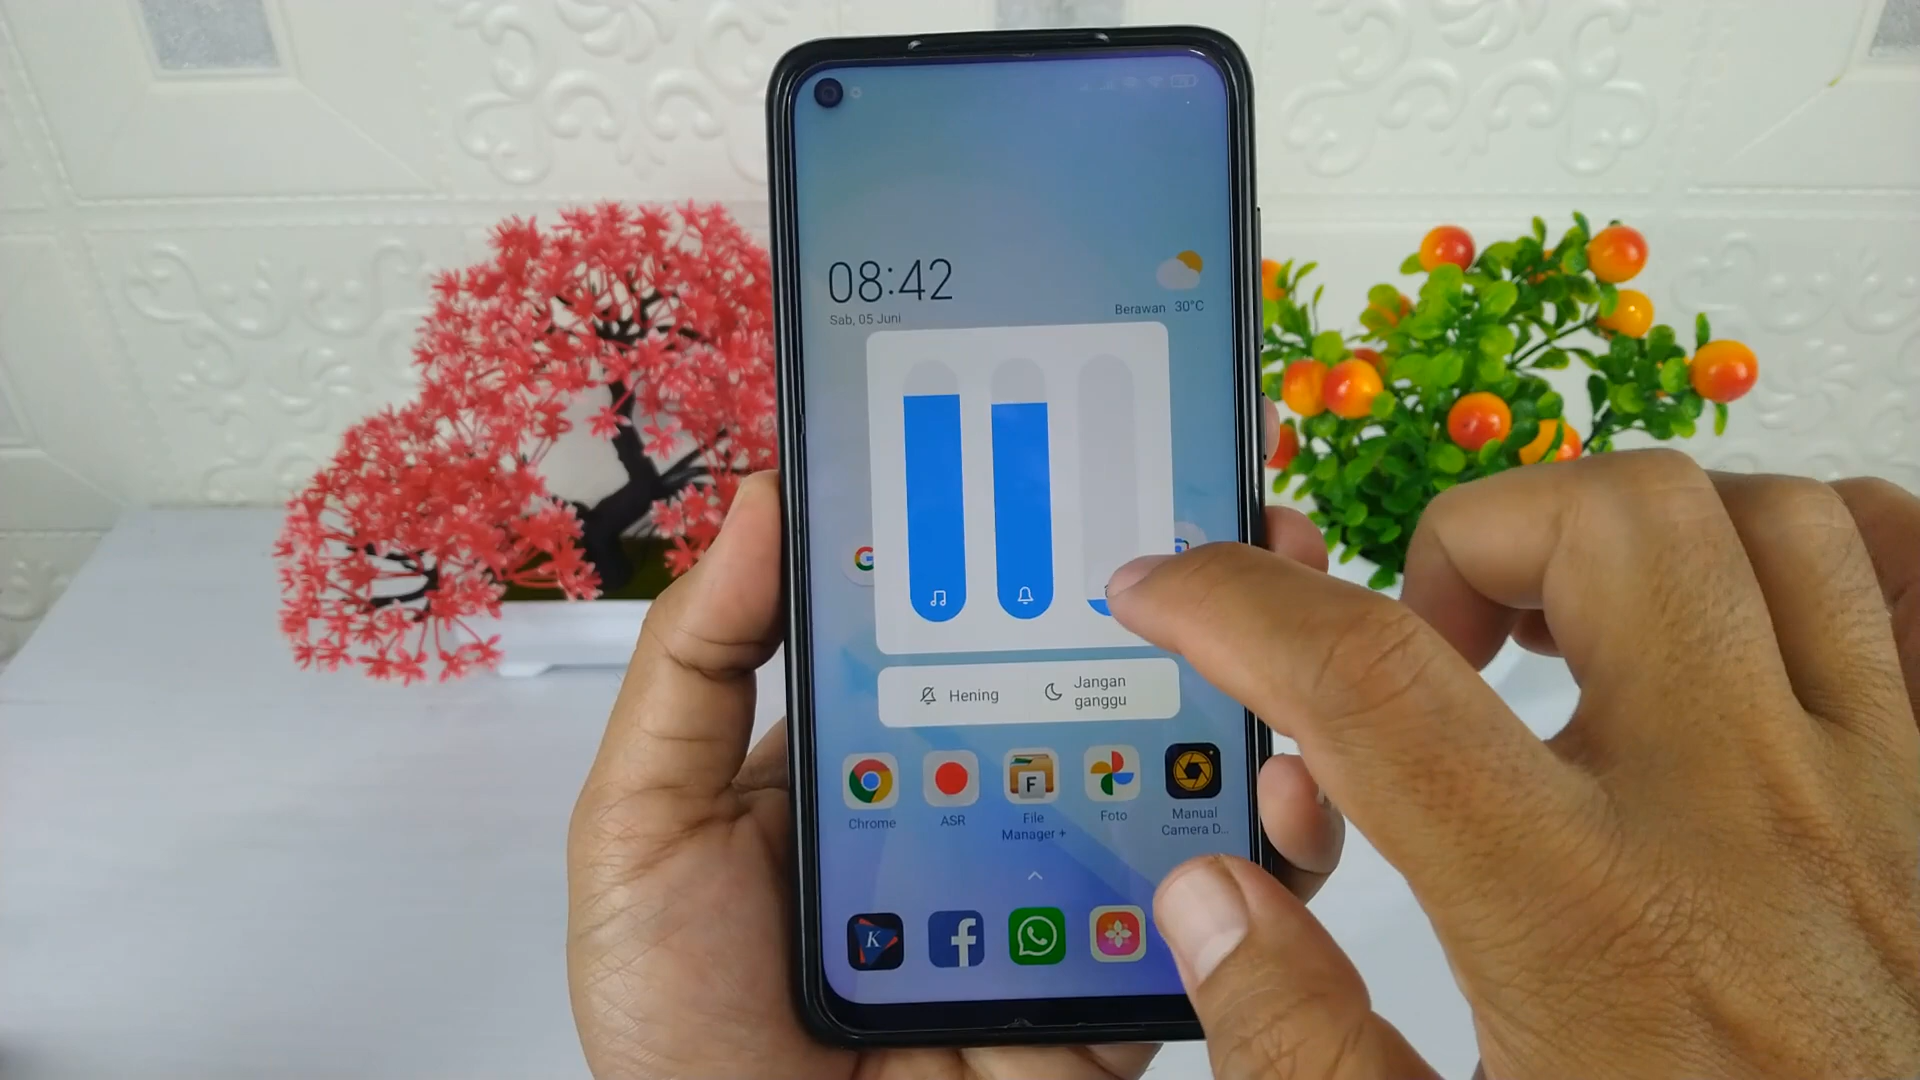 08:42
Sab, 05 Juni
Berawan 30°C
Hening
Jangan
ganggu
Chrome
ASR
File
Manager +
Foto
Manual
Camera D...
F
K